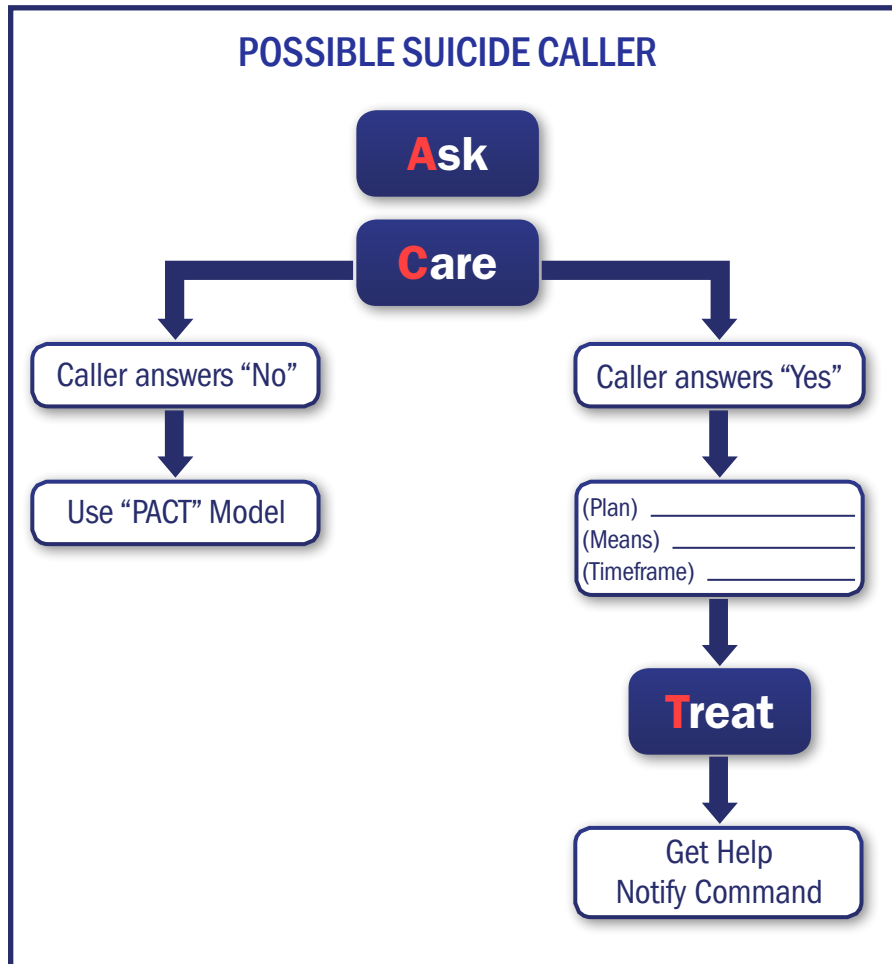 POSSIBLE SUICIDE CALLER
Ask
Care
Caller answers “No”
Use “PACT” Model
Caller answers “Yes”
(Plan)
(Means)
(Timeframe)
Treat
Get Help
Notify Command